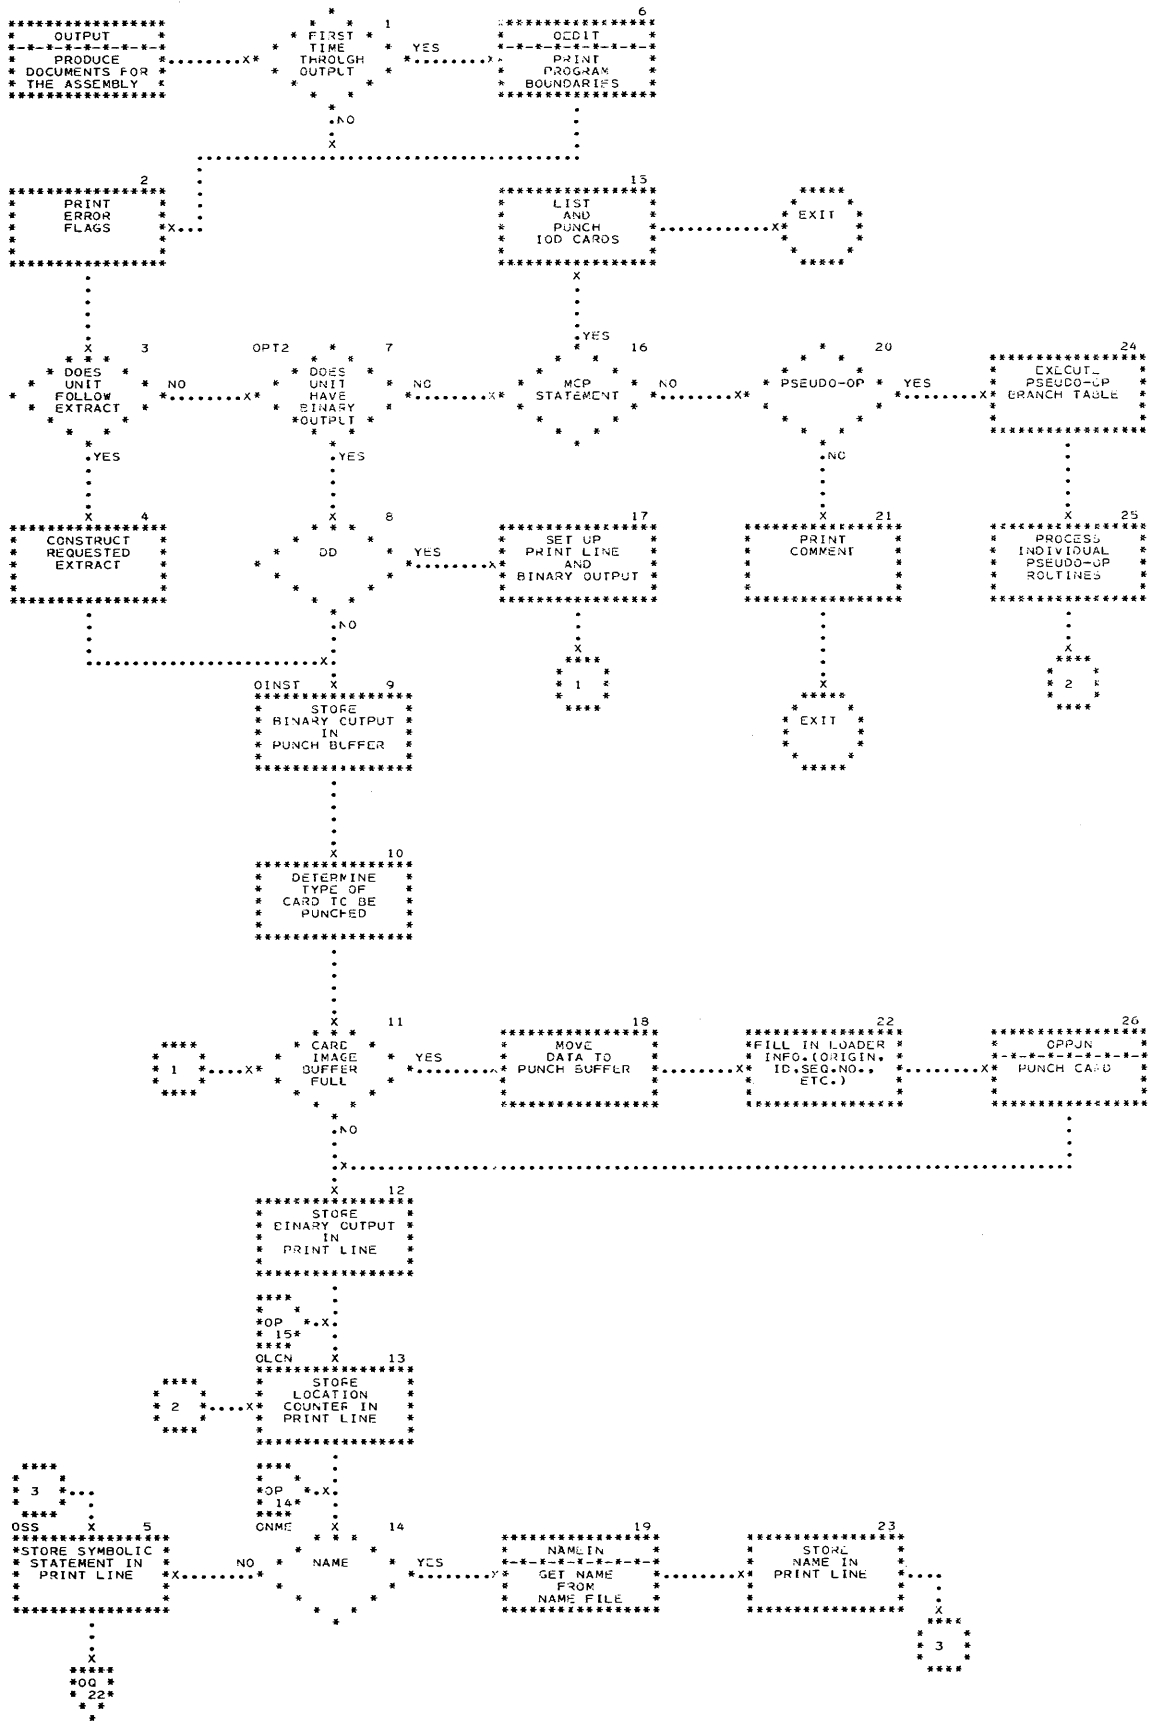 1
6
OUTPUT
PRODUCE
DOCUMENTS FOR
THE ASSEMBLY
FIRST
TIME
THROUGH
OUTPUT
YES
OEDIT
PRINT
PROGRAM
BOUNDARIES
NO
2
PRINT
ERROR
FLAGS
15
LIST
AND
PUNCH
IOD CARDS
EXIT
YES
3
DOES
UNIT
FOLLOW
EXTRACT
NO
OPT2
7
DOES
UNIT
HAVE
BINARY
OUTPUT
NO
16
MCP
STATEMENT
NO
20
PSEUDO-OP
YES
24
EXECUTE
PSEUDO-OP
BRANCH TABLE
YES
YES
NO
4
CONSTRUCT
REQUESTED
EXTRACT
8
DD
YES
17
SET UP
PRINT LINE
AND
BINARY OUTPUT
21
PRINT
COMMENT
25
PROCESS
INDIVIDUAL
PSEUDO-OP
ROUTINES
NO
1
2
OINST
9
STORE
BINARY OUTPUT
IN
PUNCH BUFFER
EXIT
10
DETERMINE
TYPE OF
CARD TO BE
PUNCHED
1
11
CARD
IMAGE
BUFFER
FULL
YES
18
MOVE
DATA TO
PUNCH BUFFER
22
FILL IN LOADER
INFO.(ORIGIN,
ID.SEQ.NO.,
ETC.)
26
OPPUN
PUNCH CARD
NO
12
STORE
BINARY OUTPUT
IN
PRINT LINE
OP
15
OLCN
13
STORE
LOCATION
COUNTER IN
PRINT LINE
2
3
OP
14
OSS
5
STORE SYMBOLIC
STATEMENT IN
PRINT LINE
NO
ONME
14
NAME
YES
19
NAMEIN
GET NAME
FROM
NAME FILE
23
STORE
NAME IN
PRINT LINE
3
OQ
22